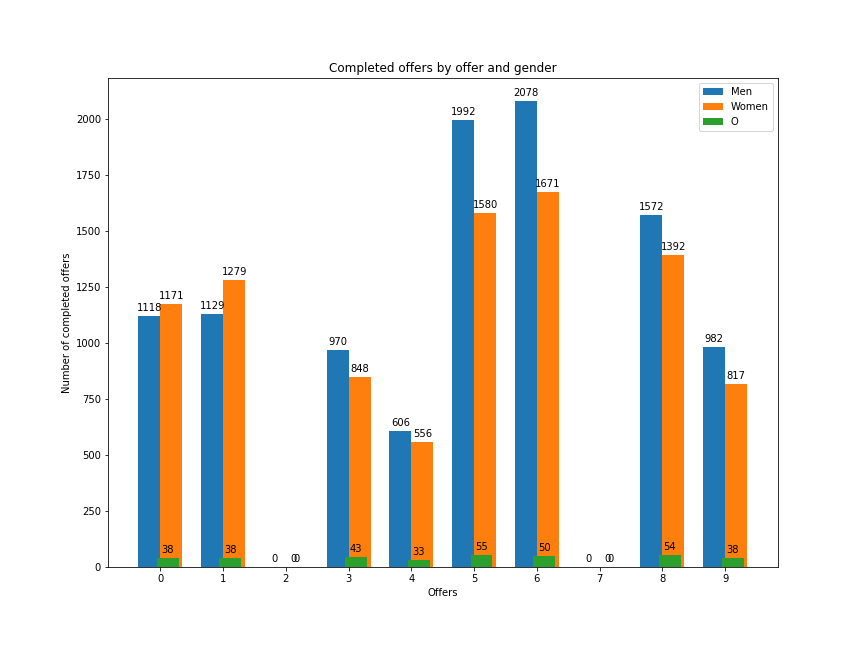 Completed offers by offer and gender
Men
Women
O
Number of completed offers
2000
1750
1500
1250
1000
750
500
250
0
1118 1171 38
1129 1279 38
0 0 0
970 848 43
606 556 33
1992 1580 55
2078 1671 50
0 0 0
1572 1392 54
982 817 38
0 1 2 3 4 5 6 7 8 9
Offers